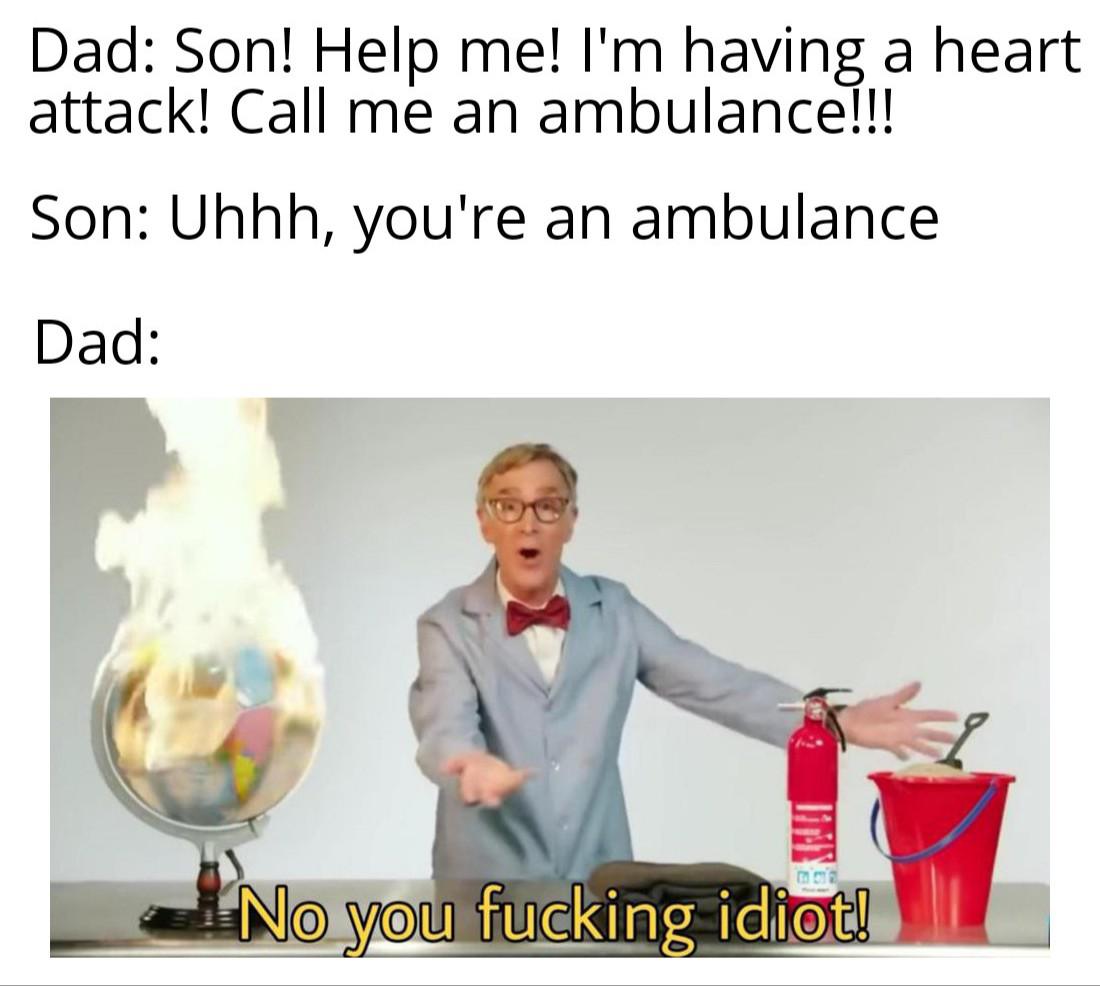 Dad: Son! Help me! I'm having a heart
attack! Call me an ambulance!!!
Son: Uhhh, you're an ambulance
Dad:
No you fucking idiot!